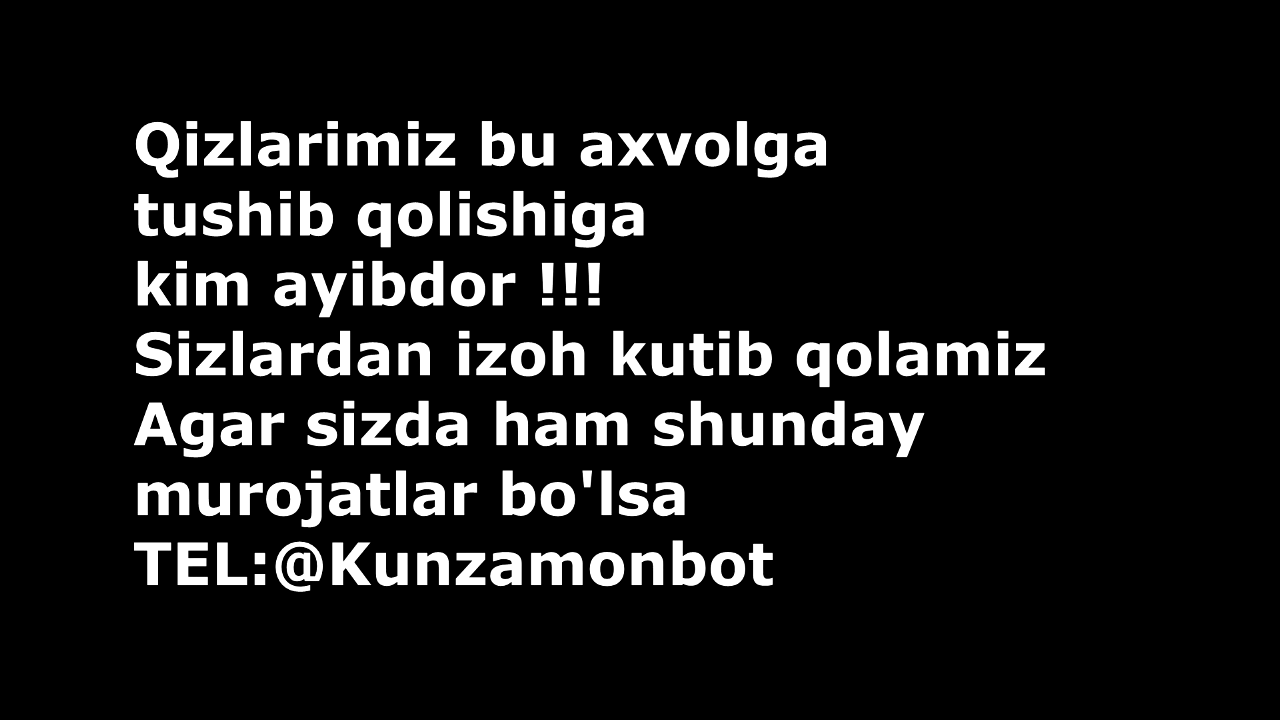 Qizlarimiz bu axvolga
tushib qolishiga
kim ayibdor !!!
Sizlardan izoh kutib qolamiz
Agar sizda ham shunday
murojatlar bo'lsa
TEL:@Kunzamonbot